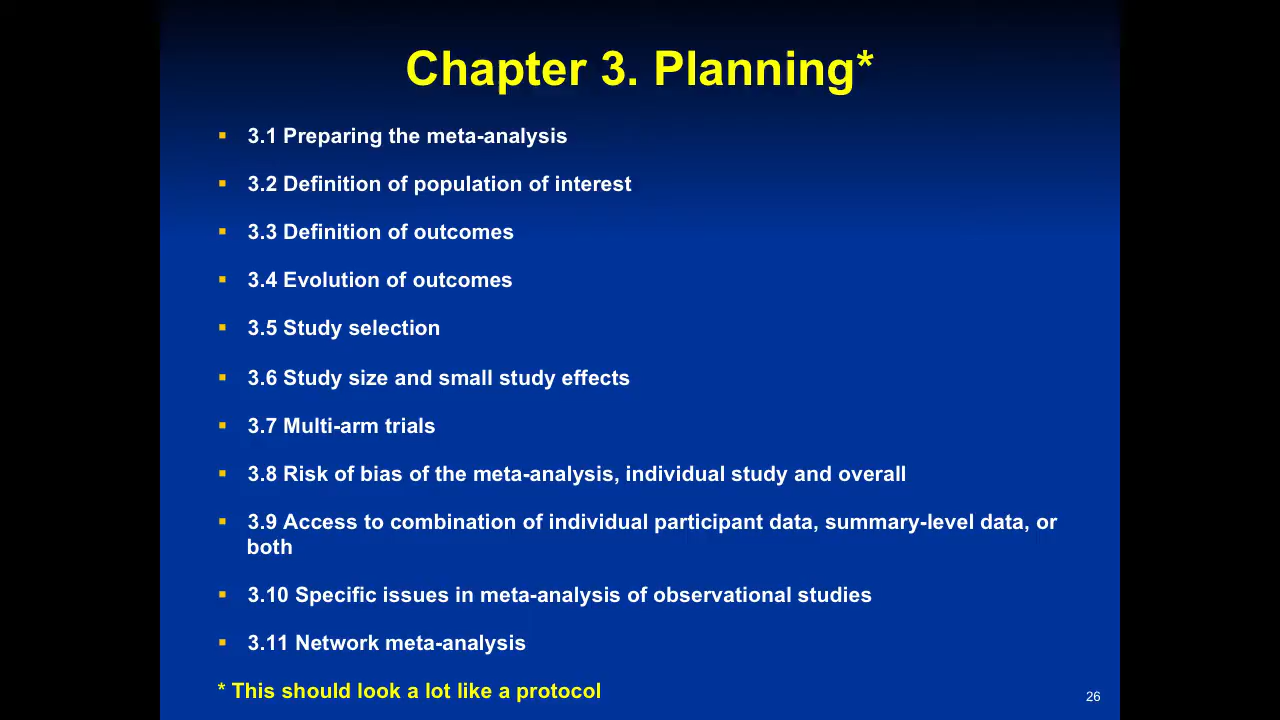 Chapter 3. Planning*
▪ 3.1 Preparing the meta-analysis
▪ 3.2 Definition of population of interest
▪ 3.3 Definition of outcomes
▪ 3.4 Evolution of outcomes
▪ 3.5 Study selection
▪ 3.6 Study size and small study effects
▪ 3.7 Multi-arm trials
▪ 3.8 Risk of bias of the meta-analysis, individual study and overall
▪ 3.9 Access to combination of individual participant data, summary-level data, or
both
▪ 3.10 Specific issues in meta-analysis of observational studies
▪ 3.11 Network meta-analysis
* This should look a lot like a protocol
26